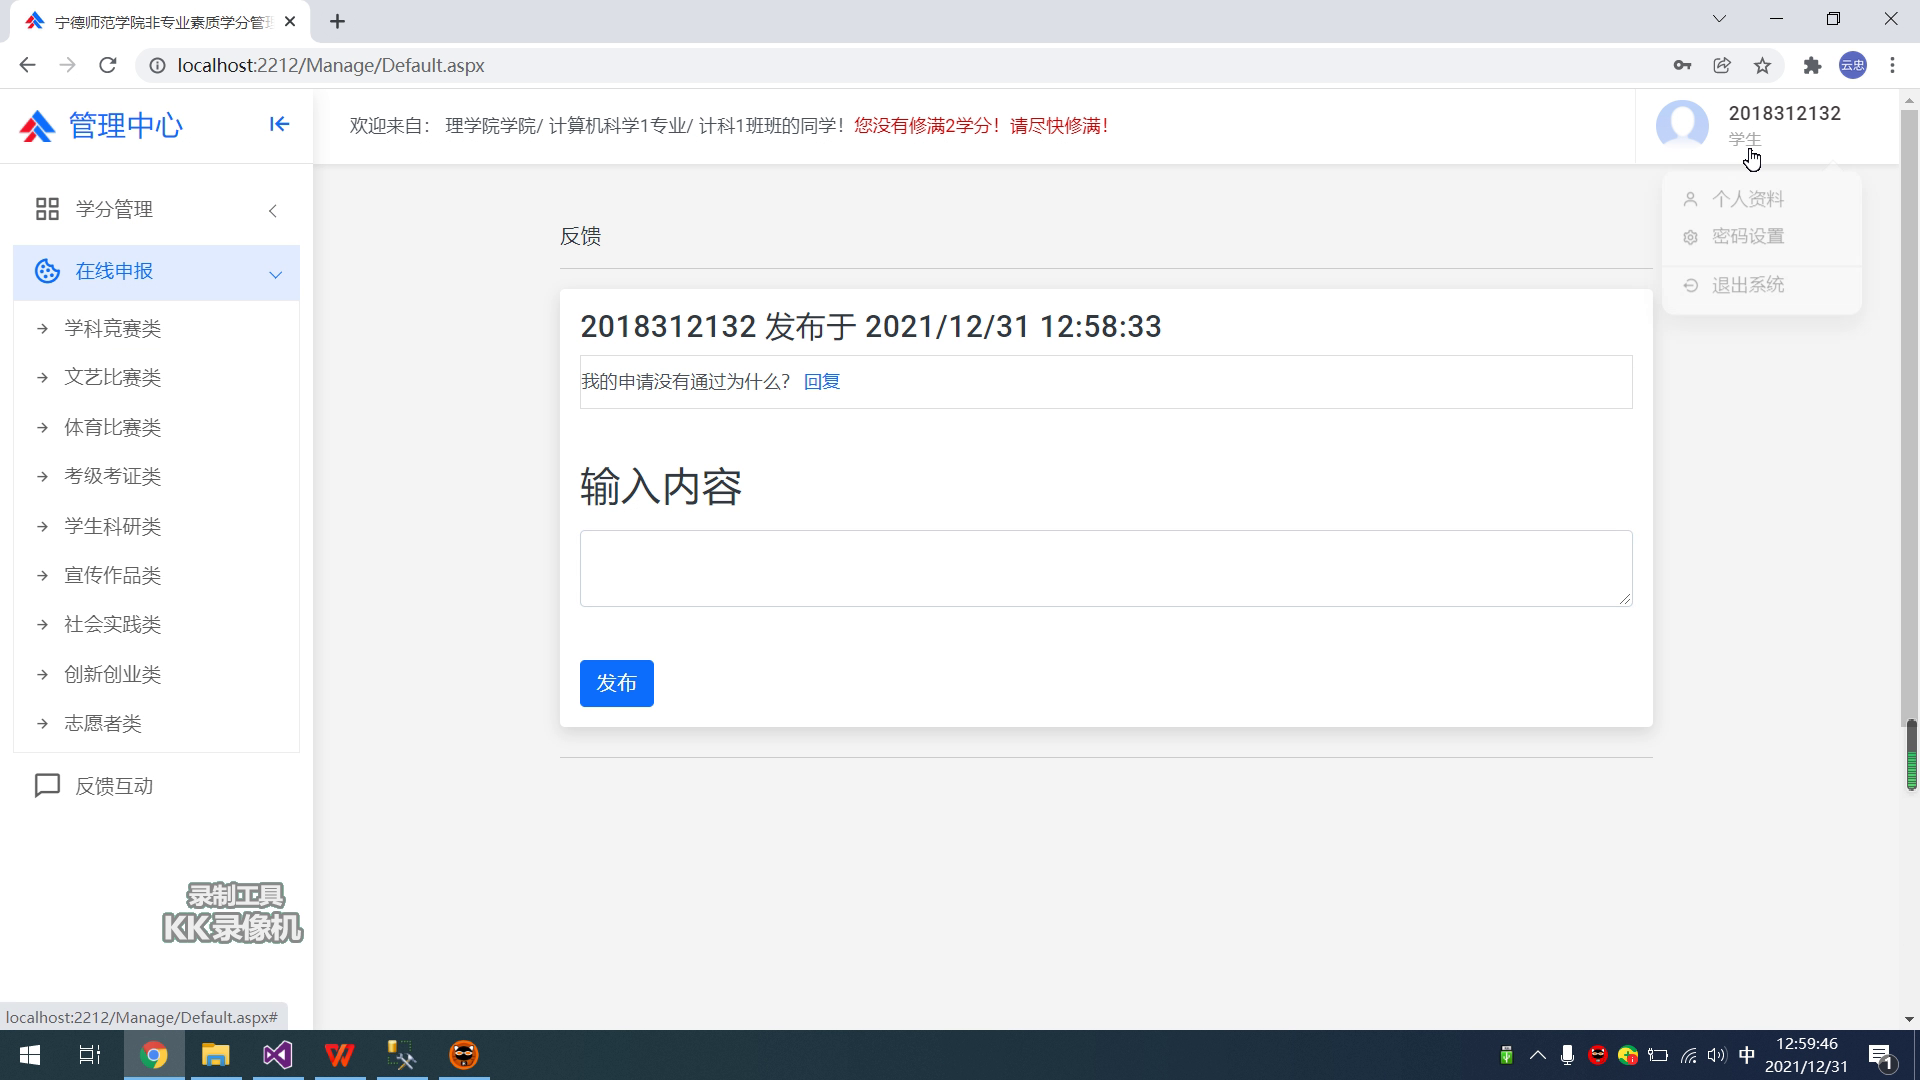 宁德师范学院非专业素质学分管理
localhost:2212/Manage/Default.aspx
云忠
管理中心
欢迎来自： 理学院学院/ 计算机科学1专业/ 计科1班班的同学！您没有修满2学分！请尽快修满！
2018312132
学生
个人资料
密码设置
退出系统
学分管理
在线申报
学科竞赛类
文艺比赛类
体育比赛类
考级考证类
学生科研类
宣传作品类
社会实践类
创新创业类
志愿者类
反馈互动
反馈
2018312132 发布于 2021/12/31 12:58:33
我的申请没有通过为什么？ 回复
输入内容
发布
录制工具
KK录像机
localhost:2212/Manage/Default.aspx#
中
12:59:46
2021/12/31
1